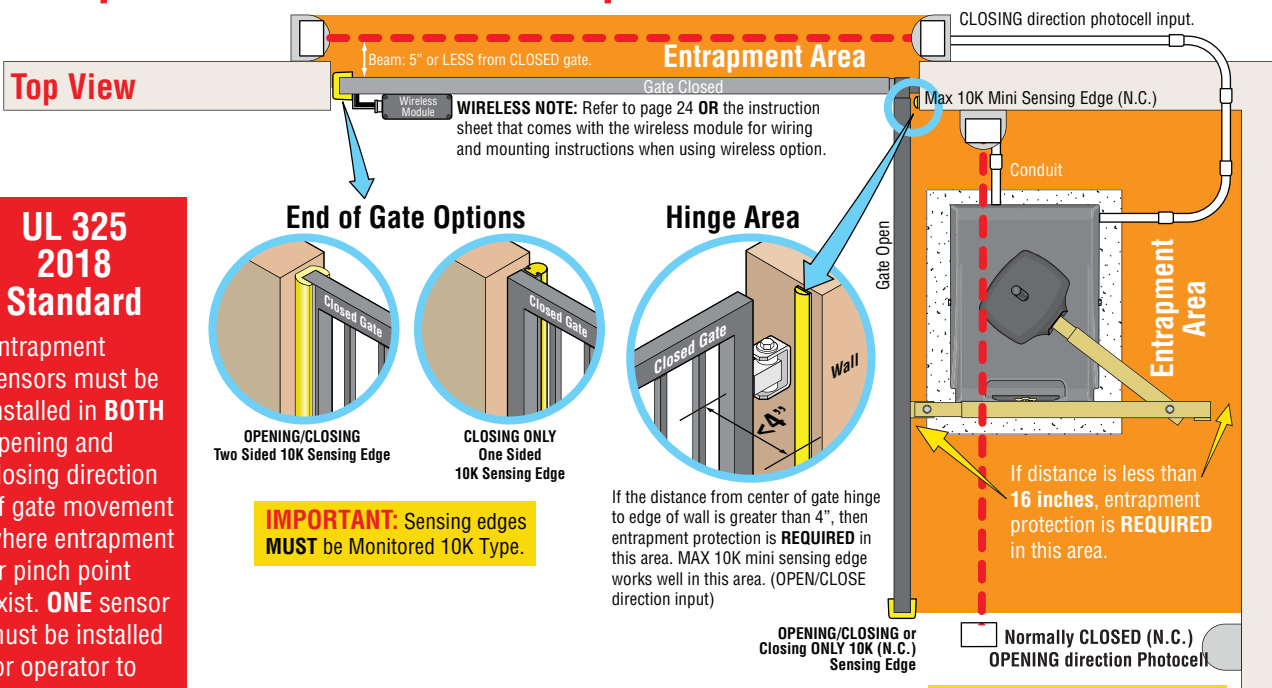 CLOSING direction photocell input.
Beam: 5” or LESS from CLOSED gate.
Entrapment Area
Top View
Gate Closed
Wireless
Module
WIRELESS NOTE: Refer to page 24 OR the instruction
sheet that comes with the wireless module for wiring
and mounting instructions when using wireless option.
Max 10K Mini Sensing Edge (N.C.)
Conduit
UL 325
2018
Standard
ntrapment
ensors must be
nstalled in BOTH
pening and
losing direction
f gate movement
where entrapment
r pinch point
xist. ONE sensor
must be installed
or operator to
End of Gate Options
Closed Gate
Closed Gate
OPENING/CLOSING
Two Sided 10K Sensing Edge
CLOSING ONLY
One Sided
10K Sensing Edge
IMPORTANT: Sensing edges
MUST be Monitored 10K Type.
Hinge Area
Closed Gate
Wall
<4”
If the distance from center of gate hinge
to edge of wall is greater than 4”, then
entrapment protection is REQUIRED in
this area. MAX 10K mini sensing edge
works well in this area. (OPEN/CLOSE
direction input)
Gate Open
Entrapment
Area
If distance is less than
16 inches, entrapment
protection is REQUIRED
in this area.
OPENING/CLOSING or
Closing ONLY 10K (N.C.)
Sensing Edge
Normally CLOSED (N.C.)
OPENING direction Photocell